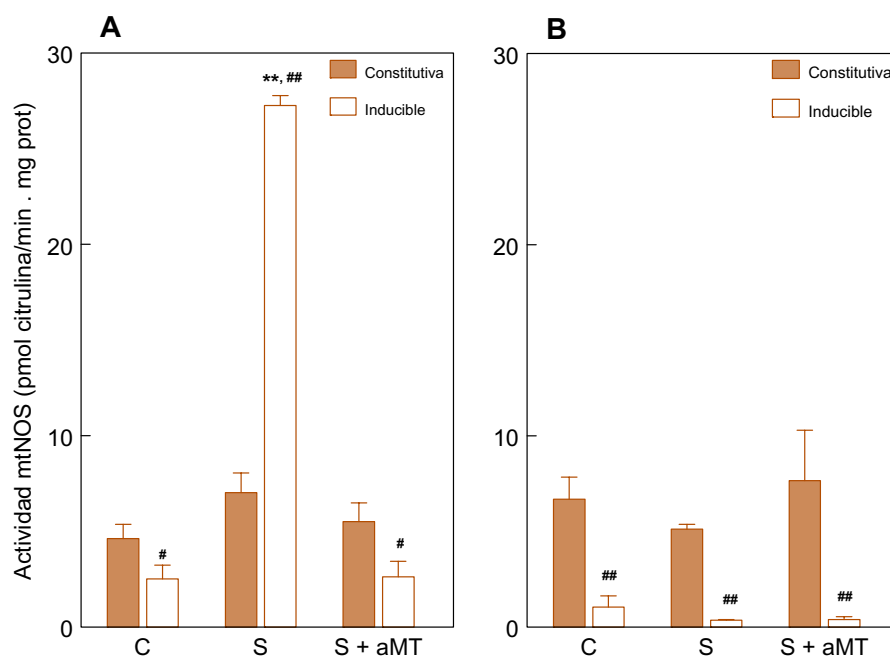 A
B
Actividad mtNOS (pmol citrulina/min . mg prot)
30
20
10
0
**, ##
#
#
Constitutiva
Inducible
C
S
S + aMT
30
20
10
0
##
##
##
Constitutiva
Inducible
C
S
S + aMT